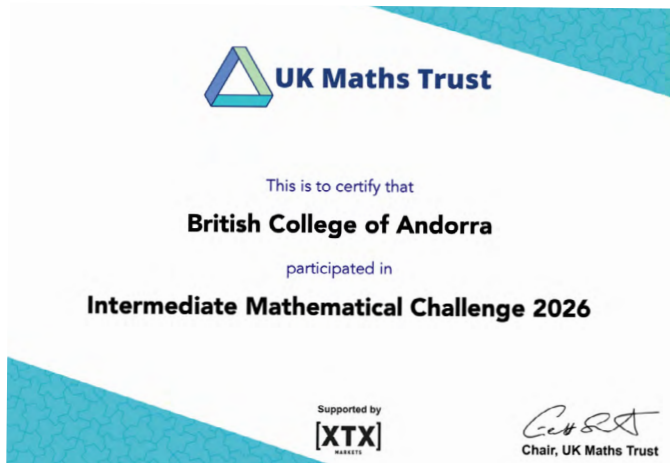 UK Maths Trust
This is to certify that
British College of Andorra
participated in
Intermediate Mathematical Challenge 2026
Supported by
[XTX]
MARKETS
Chair, UK Maths Trust